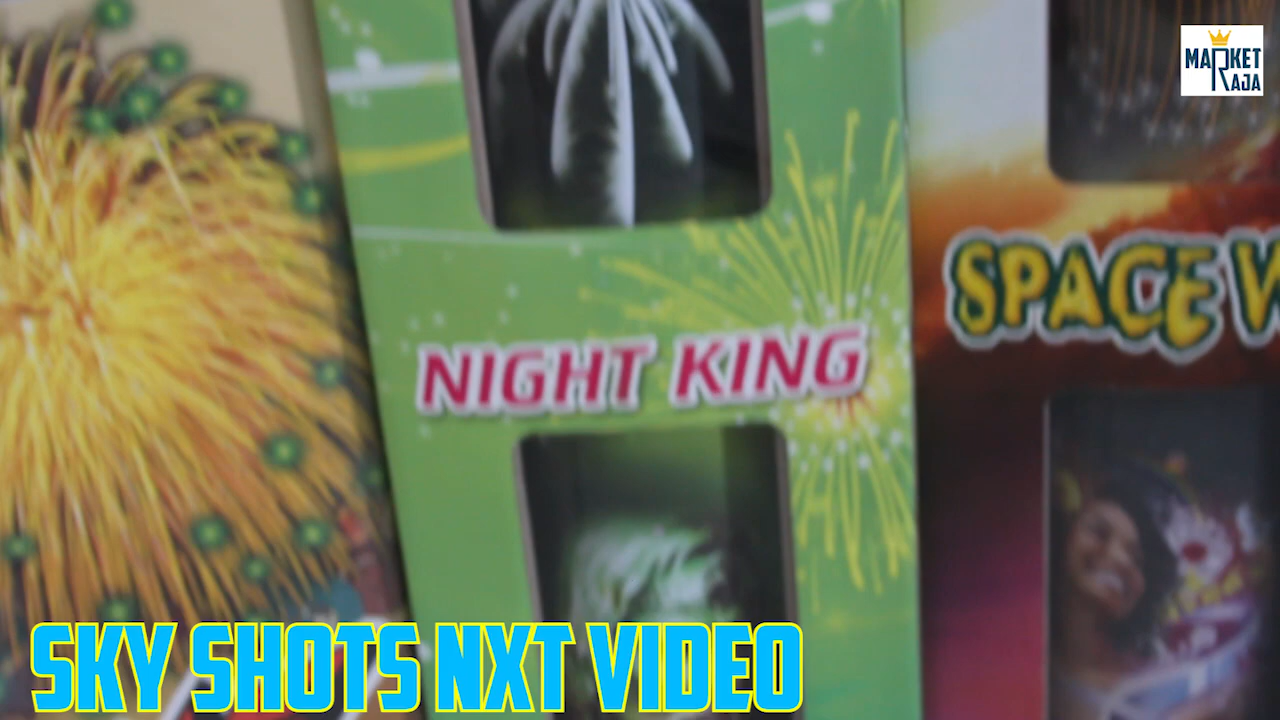 MARKET
RAJA
NIGHT KING
SPACE
SKY SHOTS NXT VIDEO